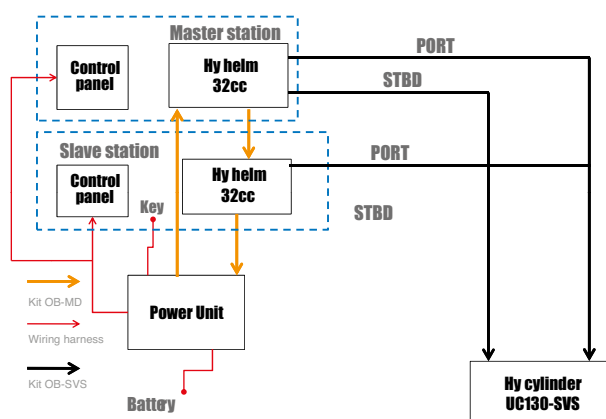 Master station
PORT
Control
panel
Hy helm
32cc
STBD
Slave station
PORT
Control
panel
Hy helm
32cc
Key
STBD
Kit OB-MD
Power Unit
Wiring harness
Kit OB-SVS
Battery
Hy cylinder
UC130-SVS